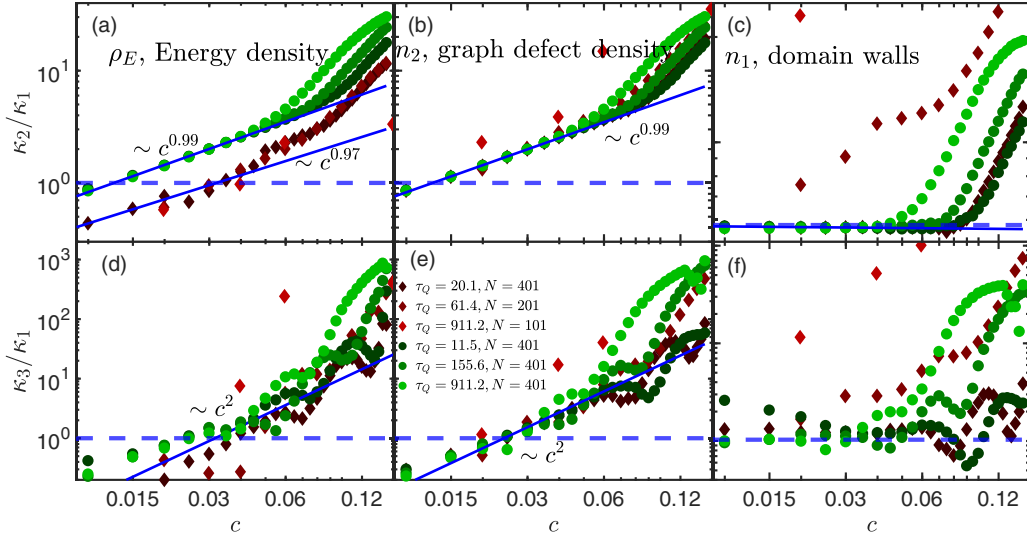 (a)
ρ_E, Energy density
(b)
n_2, graph defect density
(c)
n_1, domain walls
κ_2/κ_1
10^1
10^0
~ c^0.99
~ c^0.97
~ c^0.99
(d)
(e)
(f)
κ_3/κ_1
10^3
10^2
10^1
10^0
~ c^2
τ_Q = 20.1, N = 401
τ_Q = 61.4, N = 201
τ_Q = 911.2, N = 101
τ_Q = 11.5, N = 401
τ_Q = 155.6, N = 401
τ_Q = 911.2, N = 401
~ c^2
0.015 0.03 0.06 0.12
0.015 0.03 0.06 0.12
0.015 0.03 0.06 0.12
c
c
c